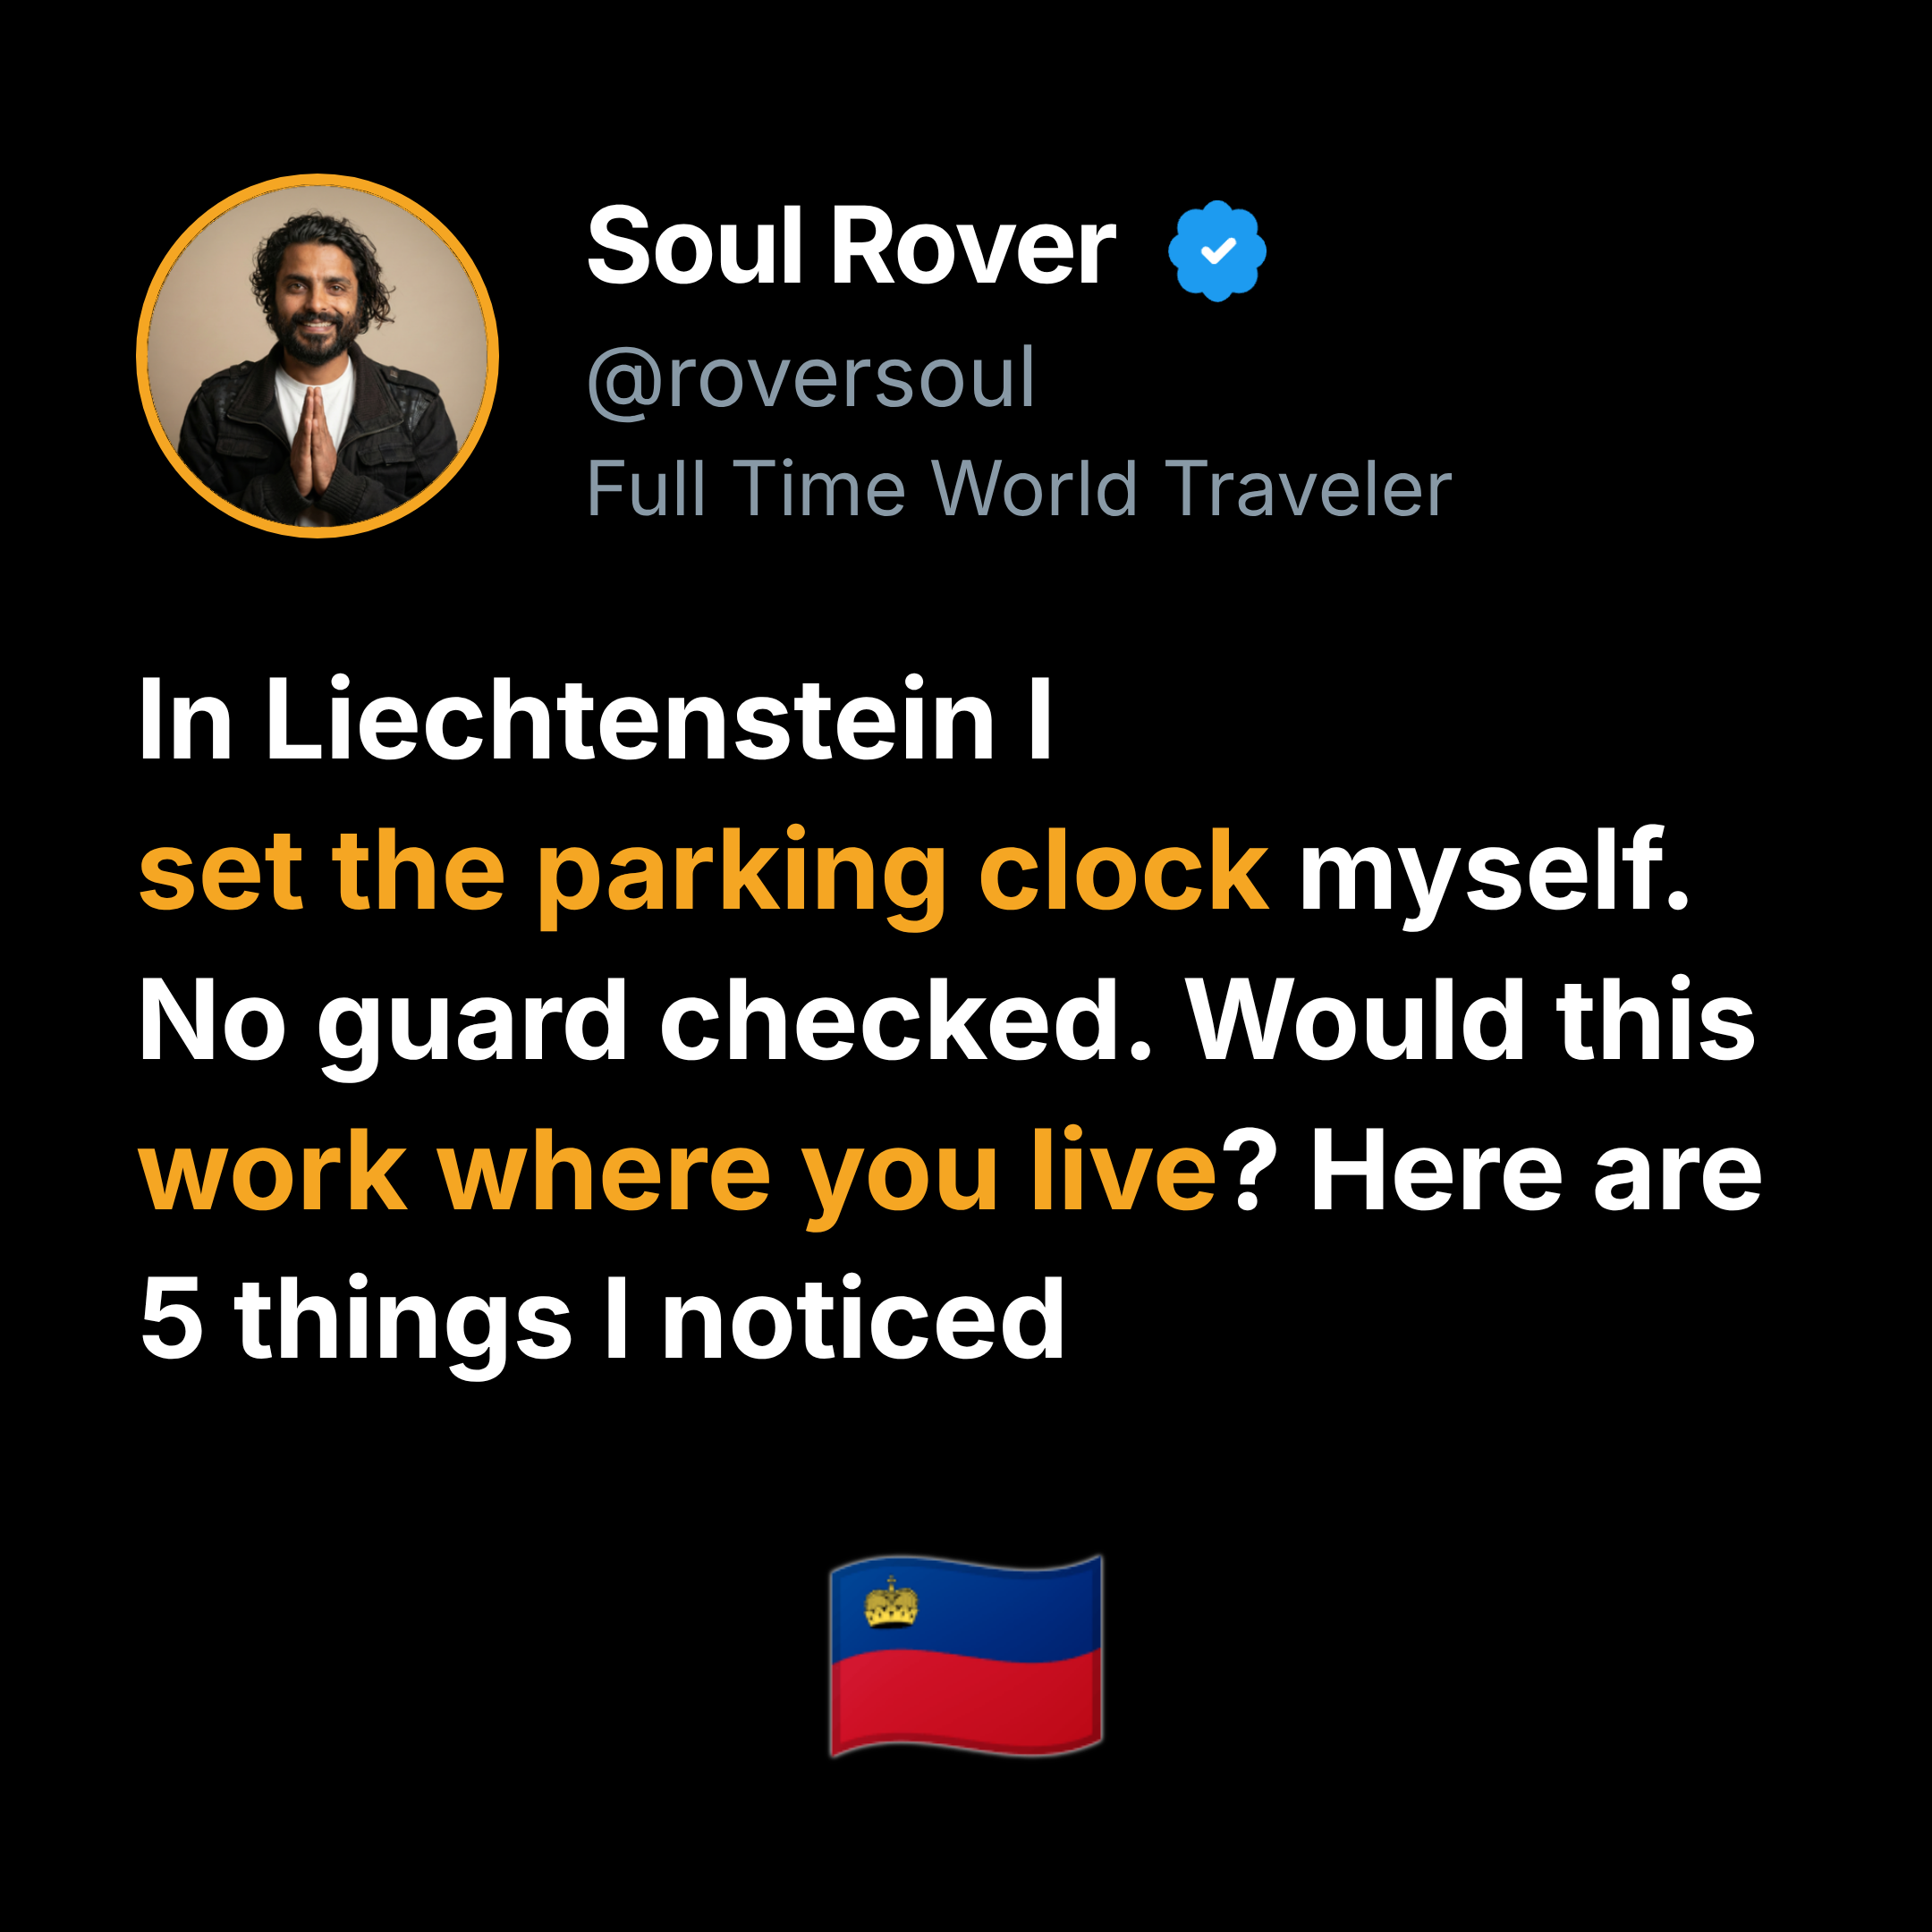 Soul Rover
@roversoul
Full Time World Traveler
In Liechtenstein I
set the parking clock myself.
No guard checked. Would this
work where you live? Here are
5 things I noticed